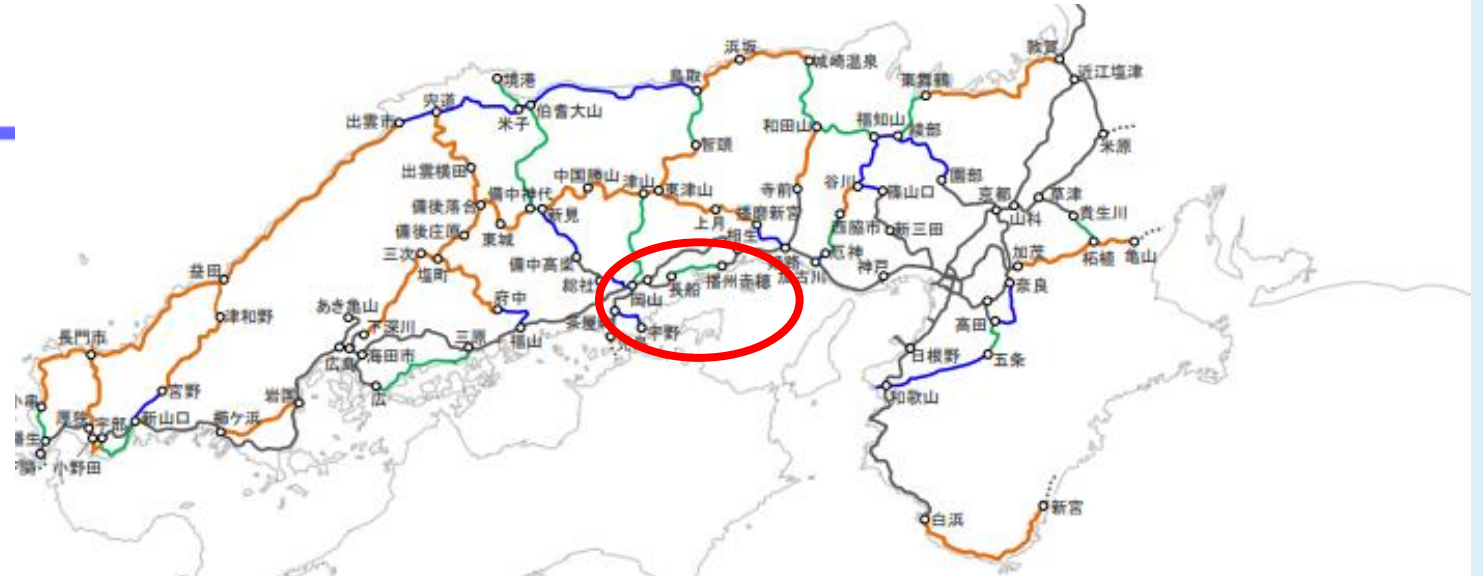 敦賀
浜坂
城崎温泉
近江塩津
境港
鳥取
東舞鶴
宍道
伯耆大山
出雲市
米子
和田山
福知山
綾部
米原
智頭
出雲横田
中国勝山
津山
東津山
寺前
谷川
園部
備中神代
篠山口
京都
草津
備後落合
新見
播磨新宮
山科
貴生川
上月
西脇市
新三田
備後庄原
東城
相生
三次
厄神
加茂
柘植
亀山
塩町
備中高梁
神戸
益田
総社
播州赤穂
加古川
奈良
長船
岡山
あき亀山
府中
高田
津和野
下深川
宇野
長門市
三原
福山
広島
海田市
日根野
五条
宮野
岩国
広
和歌山
厚狭
宇部
新山口
櫛ケ浜
小野田
白浜
新宮